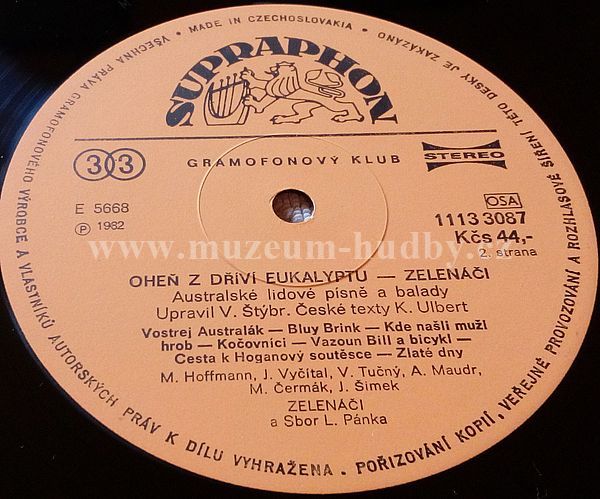 VŠECHNA PRÁVA GRAMOFONOVÉHO VÝROBCE A VLASTNÍKŮ AUTORSKÝCH PRÁV K DÍLU VYHRAŽENA. POŘIZOVÁNÍ KOPIÍ, VEŘEJNÉ PROVOZOVÁNÍ A ROZHLASOVÉ ŠÍŘENÍ TÉTO DESKY JE ZAKÁZÁNO • MADE IN CZECHOSLOVAKIA •
SUPRAPHON
33
GRAMOFONOVÝ KLUB
STEREO
E 5668
Ⓟ 1982
OSA
1113 3087
Kčs 44,-
2. strana
www.muzeum-hudby.cz
OHEŇ Z DŘÍVÍ EUKALYPTU — ZELENÁČI
Australské lidové písně a balady
Upravil V. Štýbr. České texty K. Ulbert
Vostrej Australák — Bluy Brink — Kde našli muží
hrob — Kočovníci — Vazoun Bill a bicykl —
Cesta k Hoganový soutěsce — Zlaté dny
M. Hoffmann, J. Vyčítal, V. Tučný, A. Maudr,
M. Čermák, J. Šimek
ZELENÁČI
a Sbor L. Pánka